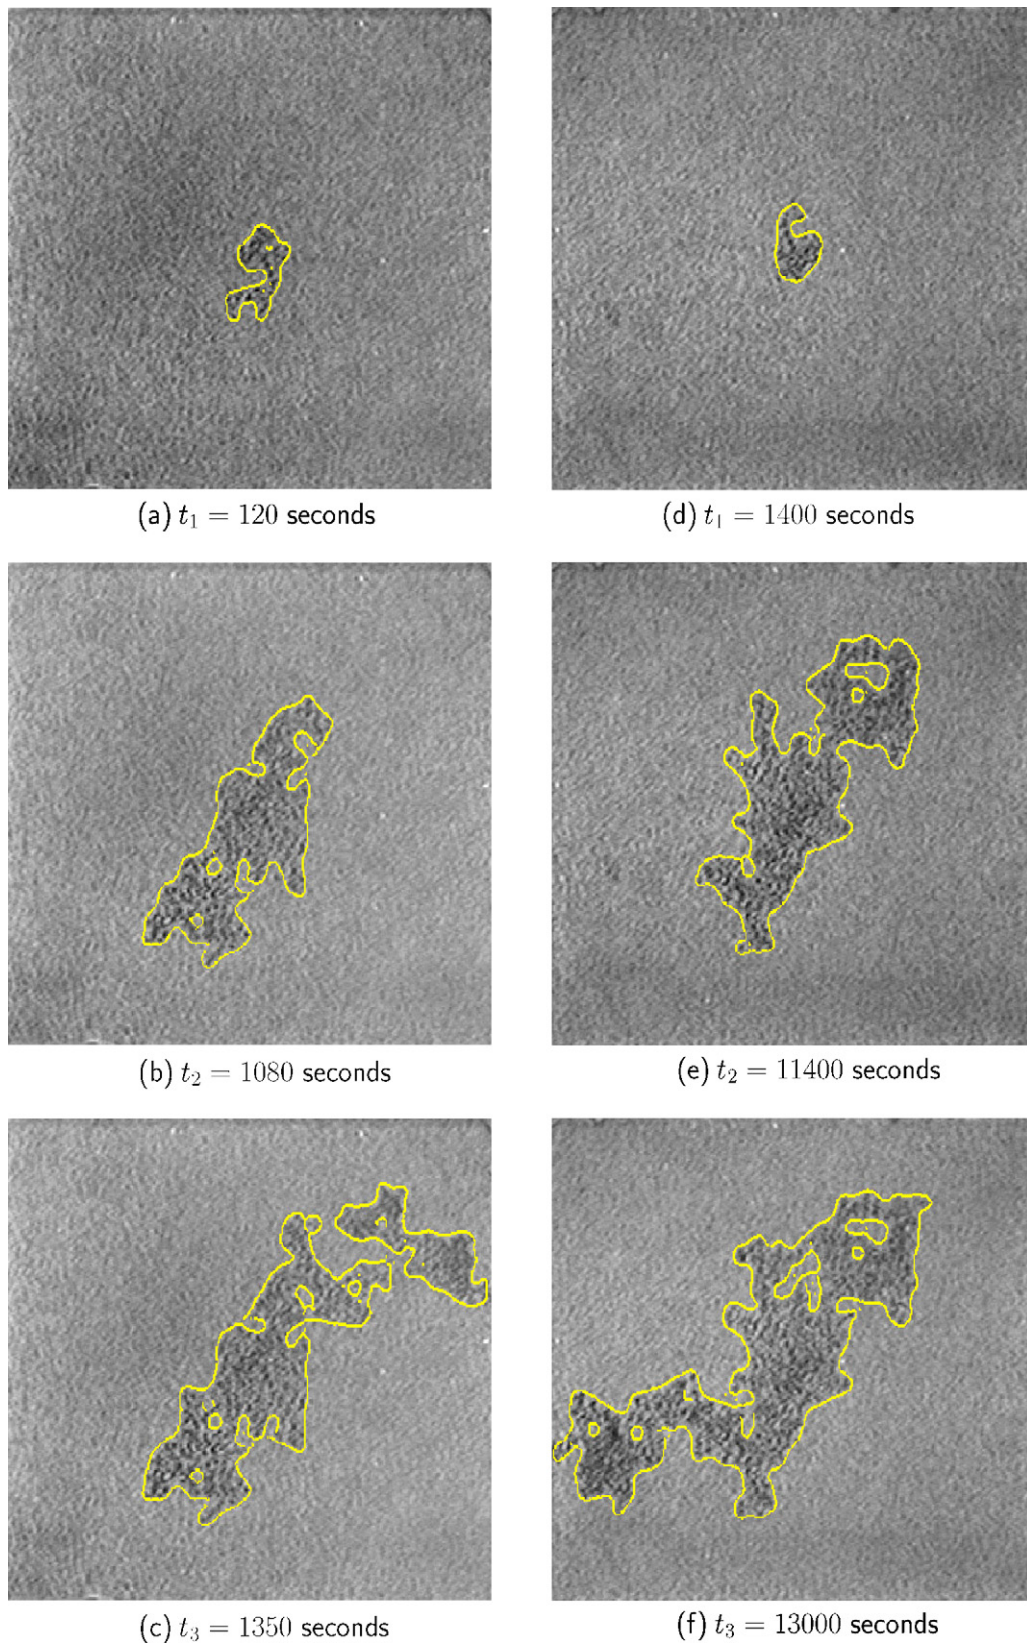 (a) t₁ = 120 seconds
(d) t₁ = 1400 seconds
(b) t₂ = 1080 seconds
(e) t₂ = 11400 seconds
(c) t₃ = 1350 seconds
(f) t₃ = 13000 seconds